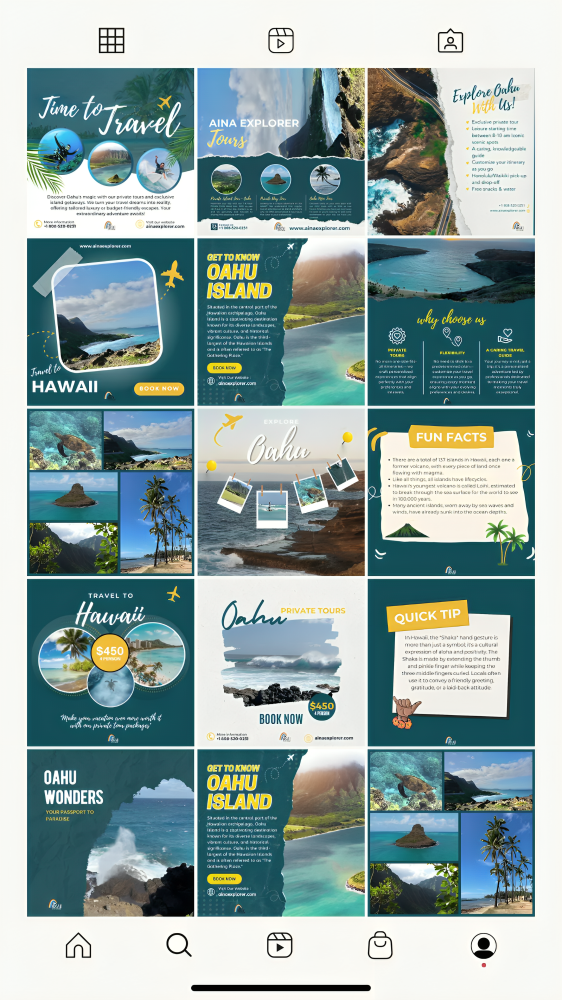 Time to
Travel
Discover Oahu's magic with our private tours and exclusive
island getaways. We turn your travel dreams into reality
offering tailored luxury or budget-friendly escapes. Your
extraordinary adventure awaits!
More information
+1 808-528-0235
Visit our website
ainaexplorer.com
AINA EXPLORER
Tours
Private Island Tour - Oahu
Private Bay Tour
Private
www.ainaexplorer.com
Explore Oahu
With Us!
Exclusive private tour
Leisure starting time
between 8-10 am
scenic spots
A caring, knowledgeable
guide
Customise your itinerary
as you go
Honolulu/Waikiki pick up
and drop off
Free snacks & water
www.ainaexplorer.com
Travel to
HAWAII
BOOK NOW
GET TO KNOW
OAHU
ISLAND
Situated in the central part of the
Hawaiian archipelago, Oahu
Island is a captivating destination
known for its diverse landscapes,
vibrant culture, and historical
significance. Oahu is the third-
largest of the Hawaiian Islands
and is often referred to as "The
Gathering Place."
BOOK NOW
Visit Our Website
ainaexplorer.com
why choose us
PRIVATE
TOURS
FLEXIBILITY
A CARING TRAVEL
GUIDE
EXPLORE
Oahu
FUN FACTS
There are a total of 137 islands in Hawaii, each one a
former volcano, with every piece of land once
flowing with magma.
Like all things, all islands have lifecycles.
Hawaii's youngest volcano is called Loihi, estimated
to break through the sea surface for the world to see
in 100,000 years.
Many ancient islands, worn away by sea waves and
winds, have already sunk into the ocean depths.
TRAVEL TO
Hawaii
$450
4 PERSON
"Make your vacation even more worth it
with our private tour packages"
Oahu
PRIVATE TOURS
$450
4 PERSON
BOOK NOW
More information
+1 808-528-0235
ainaexplorer.com
QUICK TIP
In Hawaii, the "Shaka" hand gesture is
more than just a symbol, it's a cultural
expression of aloha and positivity. The
Shaka is made by extending the thumb
and pinkie finger while keeping the
three middle fingers curled. Locals often
use it to convey a friendly greeting,
gratitude, or a laid-back attitude.
OAHU
WONDERS
YOUR PASSPORT TO
PARADISE
GET TO KNOW
OAHU
ISLAND
Situated in the central part of the
Hawaiian archipelago, Oahu
Island is a captivating destination
known for its diverse landscapes,
vibrant culture, and historical
significance. Oahu is the third-
largest of the Hawaiian Islands
and is often referred to as "The
Gathering Place."
BOOK NOW
Visit Our Website
ainaexplorer.com